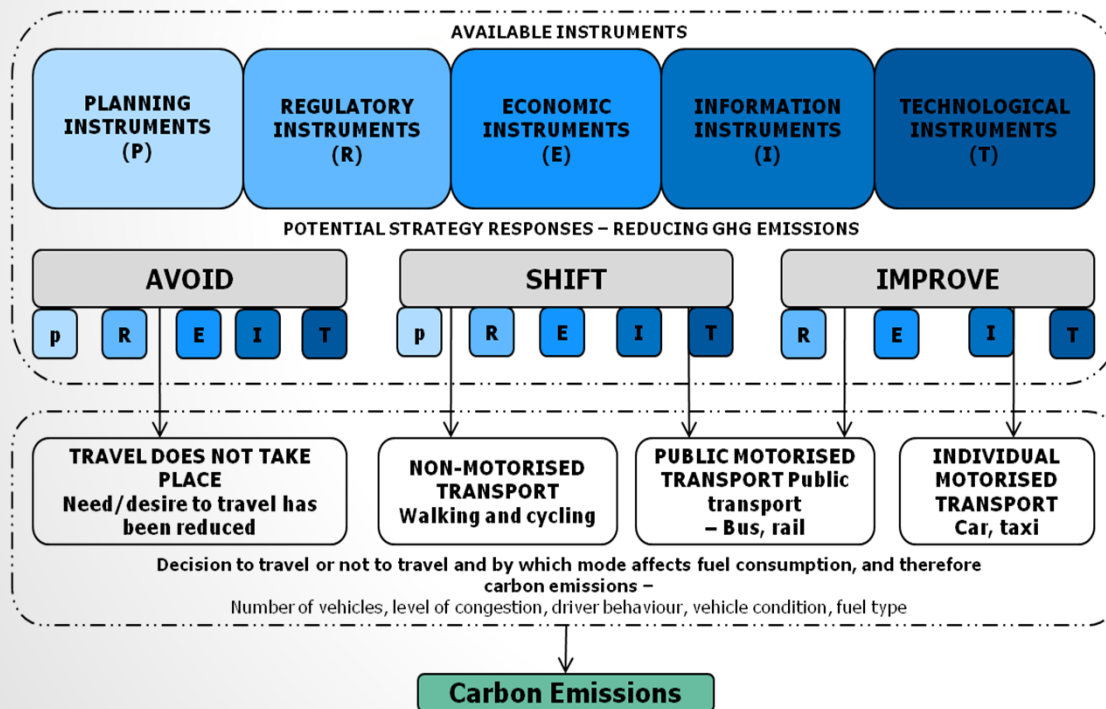 AVAILABLE INSTRUMENTS
PLANNING
INSTRUMENTS
(P)
REGULATORY
INSTRUMENTS
(R)
ECONOMIC
INSTRUMENTS
(E)
INFORMATION
INSTRUMENTS
(I)
TECHNOLOGICAL
INSTRUMENTS
(T)
POTENTIAL STRATEGY RESPONSES – REDUCING GHG EMISSIONS
AVOID
p R E I T
SHIFT
p R E I T
IMPROVE
R E I T
TRAVEL DOES NOT TAKE
PLACE
Need/desire to travel has
been reduced
NON-MOTORISED
TRANSPORT
Walking and cycling
PUBLIC MOTORISED
TRANSPORT Public
transport
– Bus, rail
INDIVIDUAL
MOTORISED
TRANSPORT
Car, taxi
Decision to travel or not to travel and by which mode affects fuel consumption, and therefore
carbon emissions –
Number of vehicles, level of congestion, driver behaviour, vehicle condition, fuel type
Carbon Emissions